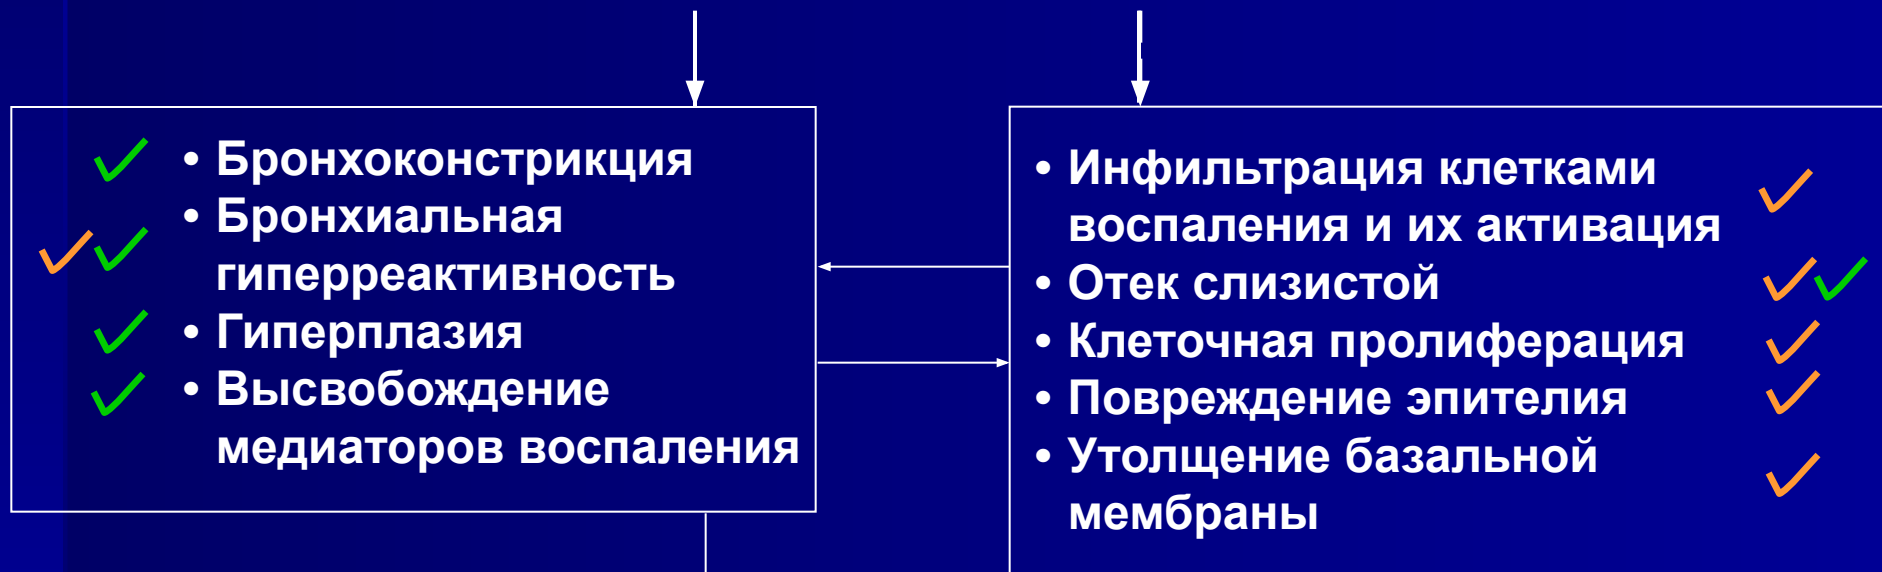 • Бронхоконстрикция
• Бронхиальная
гиперреактивность
• Гиперплазия
• Высвобождение
медиаторов воспаления
• Инфильтрация клетками
воспаления и их активация
• Отек слизистой
• Клеточная пролиферация
• Повреждение эпителия
• Утолщение базальной
мембраны